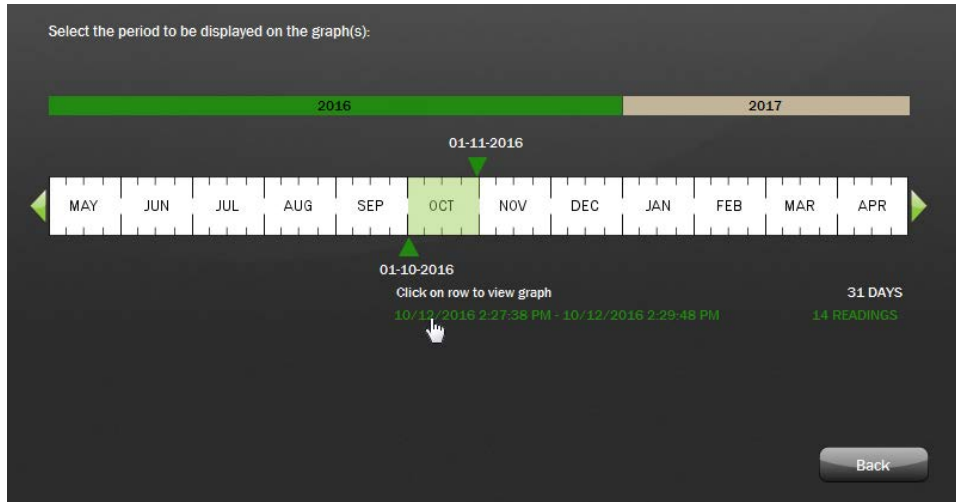 Select the period to be displayed on the graph(s):
2016 2017
01-11-2016
MAY JUN JUL AUG SEP OCT NOV DEC JAN FEB MAR APR
01-10-2016
Click on row to view graph 31 DAYS
10/12/2016 2:27:38 PM - 10/12/2016 2:29:48 PM 14 READINGS
Back